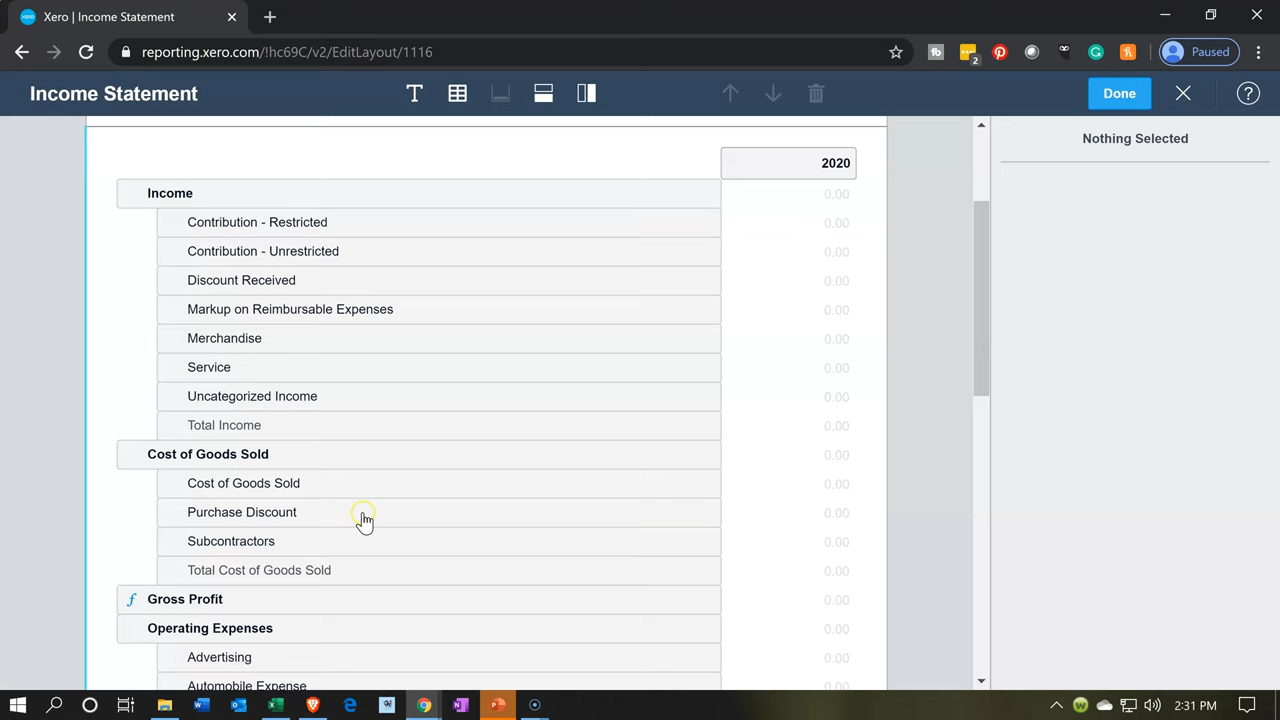 Xero | Income Statement
reporting.xero.com/!hc69C/v2/EditLayout/1116
2
Paused
Income Statement
Done
Nothing Selected
2020
Income 0.00
Contribution - Restricted 0.00
Contribution - Unrestricted 0.00
Discount Received 0.00
Markup on Reimbursable Expenses 0.00
Merchandise 0.00
Service 0.00
Uncategorized Income 0.00
Total Income 0.00
Cost of Goods Sold 0.00
Cost of Goods Sold 0.00
Purchase Discount 0.00
Subcontractors 0.00
Total Cost of Goods Sold 0.00
f Gross Profit 0.00
Operating Expenses 0.00
Advertising 0.00
Automobile Expense 0.00
2:31 PM